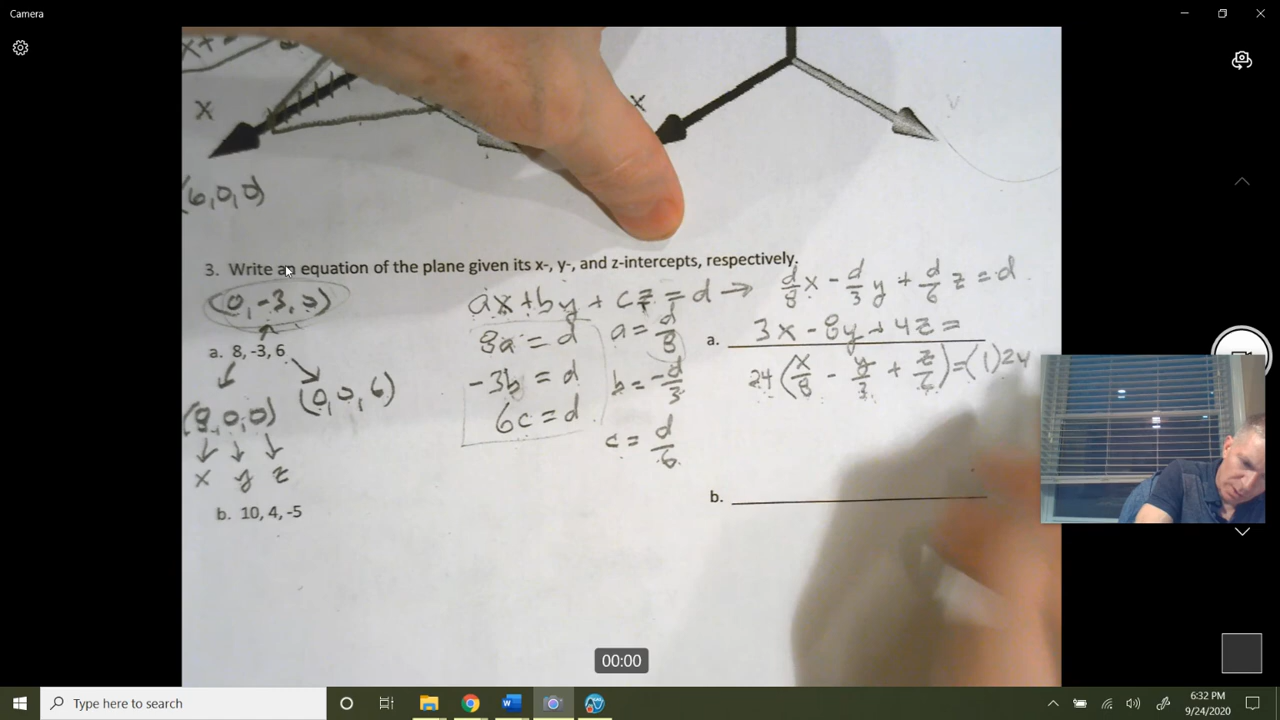 Camera
x+
x
x
y
(6,0,0)
3. Write an equation of the plane given its x-, y-, and z-intercepts, respectively.
(0,-3,0)
ax+by+cz=d→
d/8 x - d/3 y + d/6 z = d
8a = d
a = d/8
a. 3x-8y+4z=
a. 8, -3, 6
-3b = d
b = -d/3
24(x/8 - y/3 + z/6)=(1)24
(8,0,0)
(0,0,6)
6c = d
c = d/6
x y z
b.
b. 10, 4, -5
00:00
Type here to search
6:32 PM
9/24/2020